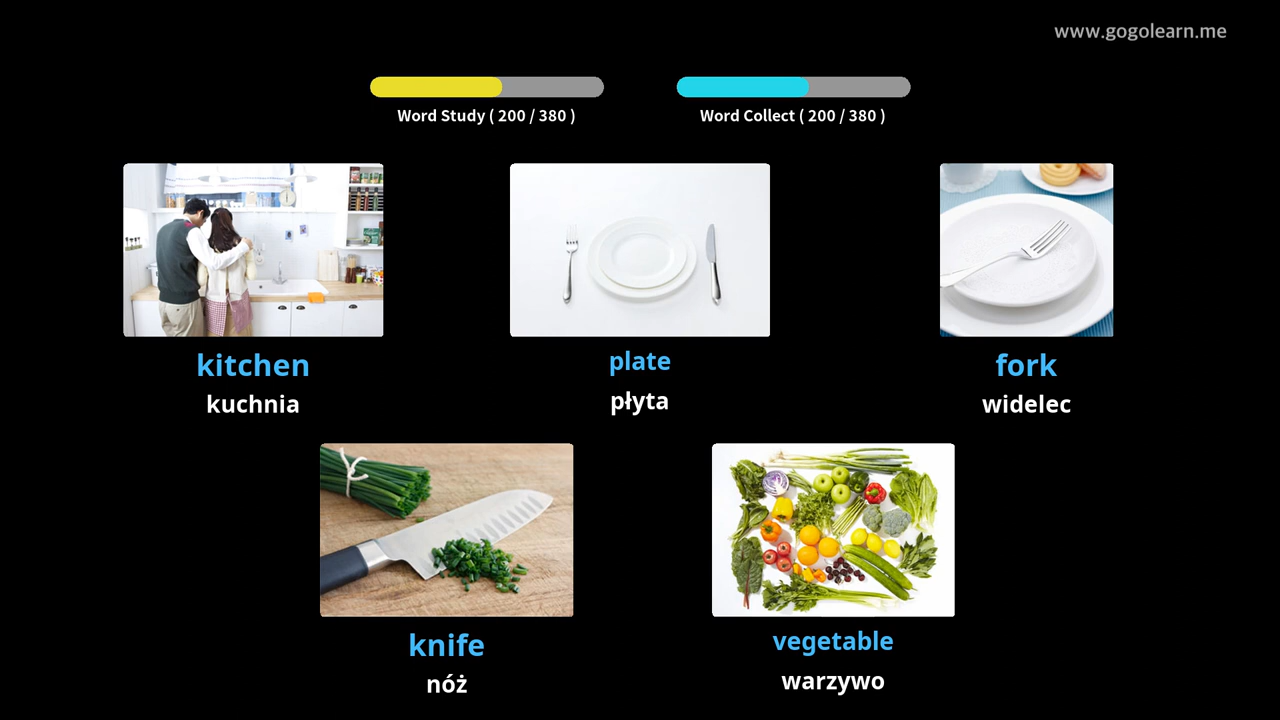 www.gogolearn.me
Word Study ( 200 / 380 )
Word Collect ( 200 / 380 )
kitchen
kuchnia
plate
płyta
fork
widelec
knife
nóż
vegetable
warzywo